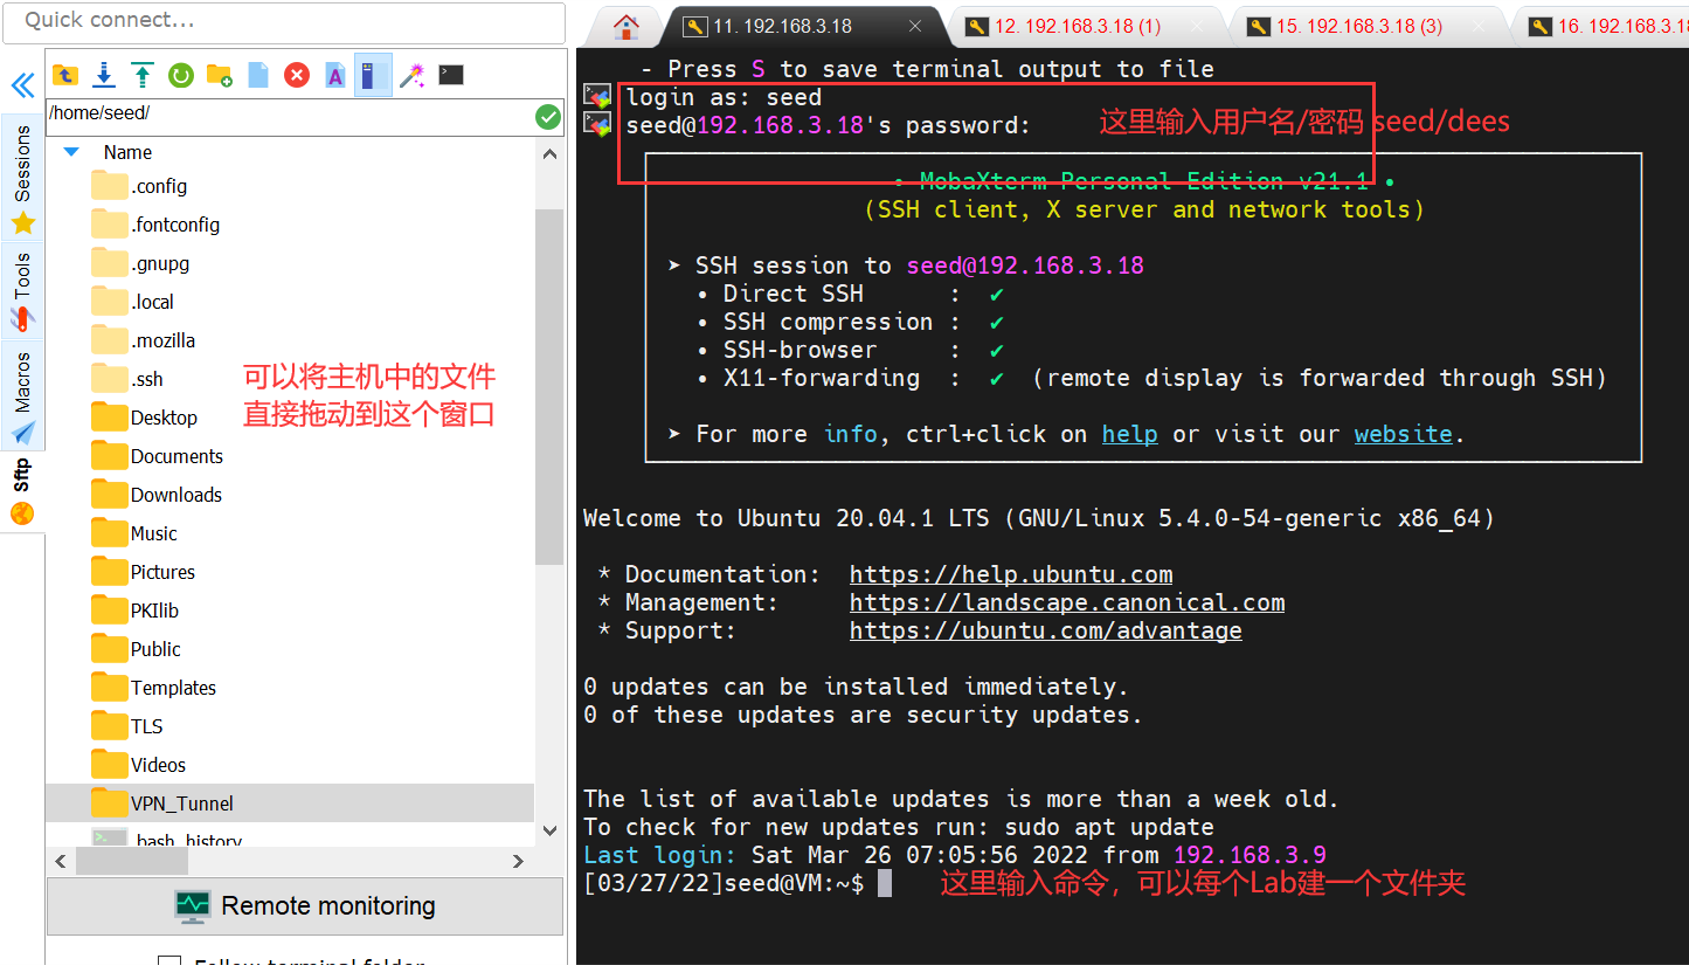 Quick connect...
11. 192.168.3.18
12. 192.168.3.18 (1)
15. 192.168.3.18 (3)
16. 192.168.3.18
Sessions
Tools
Macros
Sftp
/home/seed/
Name
.config
.fontconfig
.gnupg
.local
.mozilla
.ssh
Desktop
Documents
Downloads
Music
Pictures
PKIlib
Public
Templates
TLS
Videos
VPN_Tunnel
.bash_history
可以将主机中的文件
直接拖动到这个窗口
Remote monitoring
Follow terminal folder
- Press S to save terminal output to file
login as: seed
seed@192.168.3.18's password:
这里输入用户名/密码 seed/dees
• MobaXterm Personal Edition v21.1 •
(SSH client, X server and network tools)
➤ SSH session to seed@192.168.3.18
• Direct SSH : ✔
• SSH compression : ✔
• SSH-browser : ✔
• X11-forwarding : ✔ (remote display is forwarded through SSH)
➤ For more info, ctrl+click on help or visit our website.
Welcome to Ubuntu 20.04.1 LTS (GNU/Linux 5.4.0-54-generic x86_64)
* Documentation: https://help.ubuntu.com
* Management: https://landscape.canonical.com
* Support: https://ubuntu.com/advantage
0 updates can be installed immediately.
0 of these updates are security updates.
The list of available updates is more than a week old.
To check for new updates run: sudo apt update
Last login: Sat Mar 26 07:05:56 2022 from 192.168.3.9
[03/27/22]seed@VM:~$
这里输入命令，可以每个Lab建一个文件夹